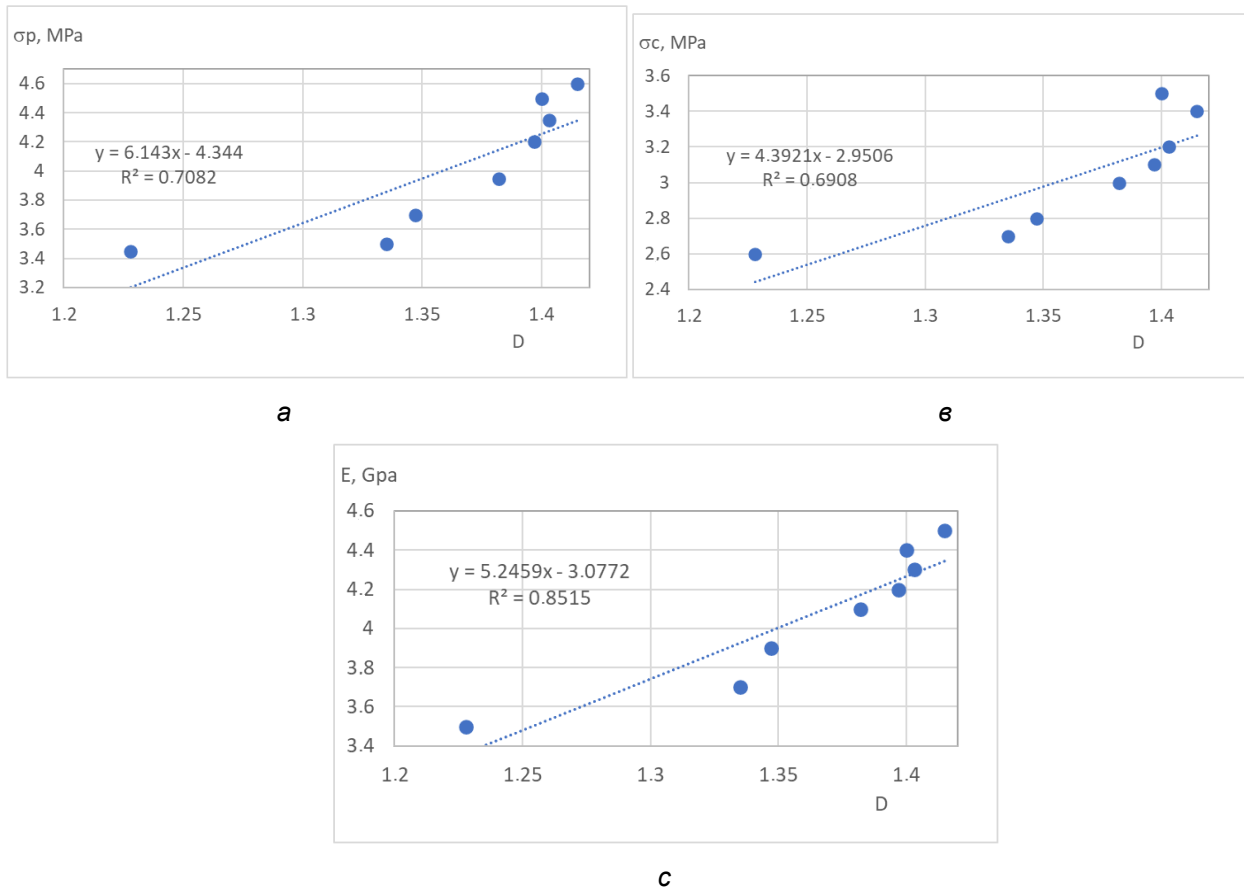 σp, MPa
4.6
4.4
4.2
4
3.8
3.6
3.4
3.2
y = 6.143x - 4.344
R² = 0.7082
1.2 1.25 1.3 1.35 1.4
D
а
σc, MPa
3.6
3.4
3.2
3
2.8
2.6
2.4
y = 4.3921x - 2.9506
R² = 0.6908
1.2 1.25 1.3 1.35 1.4
D
в
E, Gpa
4.6
4.4
4.2
4
3.8
3.6
3.4
y = 5.2459x - 3.0772
R² = 0.8515
1.2 1.25 1.3 1.35 1.4
D
с